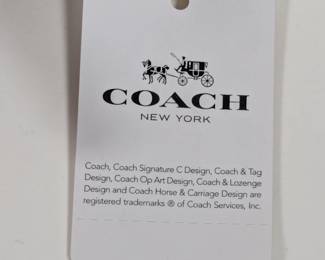 COACH
NEW YORK
Coach, Coach Signature C Design, Coach & Tag
Design, Coach Op Art Design, Coach & Lozenge
Design and Coach Horse & Carriage Design are
registered trademarks ® of Coach Services, Inc.